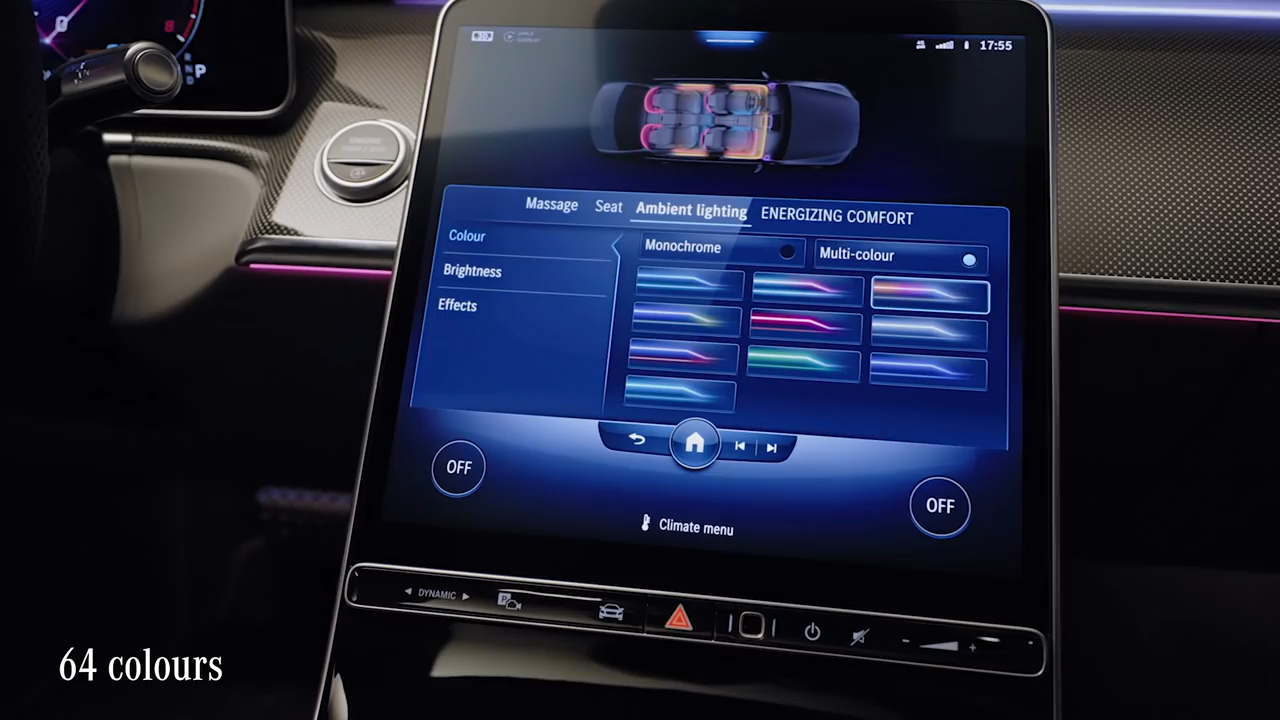 17:55
P
Massage Seat Ambient lighting ENERGIZING COMFORT
Colour
Monochrome
Multi-colour
Brightness
Effects
OFF
OFF
Climate menu
DYNAMIC
64 colours